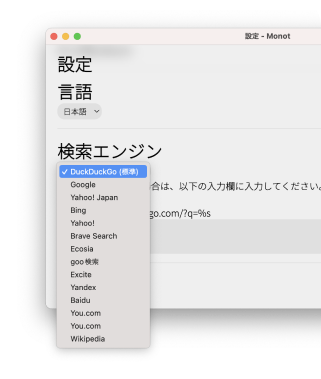 設定 - Monot
設定
言語
日本語
検索エンジン
DuckDuckGo (標準)
Google
合は、以下の入力欄に入力してください。
Yahoo! Japan
Bing
go.com/?q=%s
Yahoo!
Brave Search
Ecosia
goo 検索
Excite
Yandex
Baidu
You.com
You.com
Wikipedia